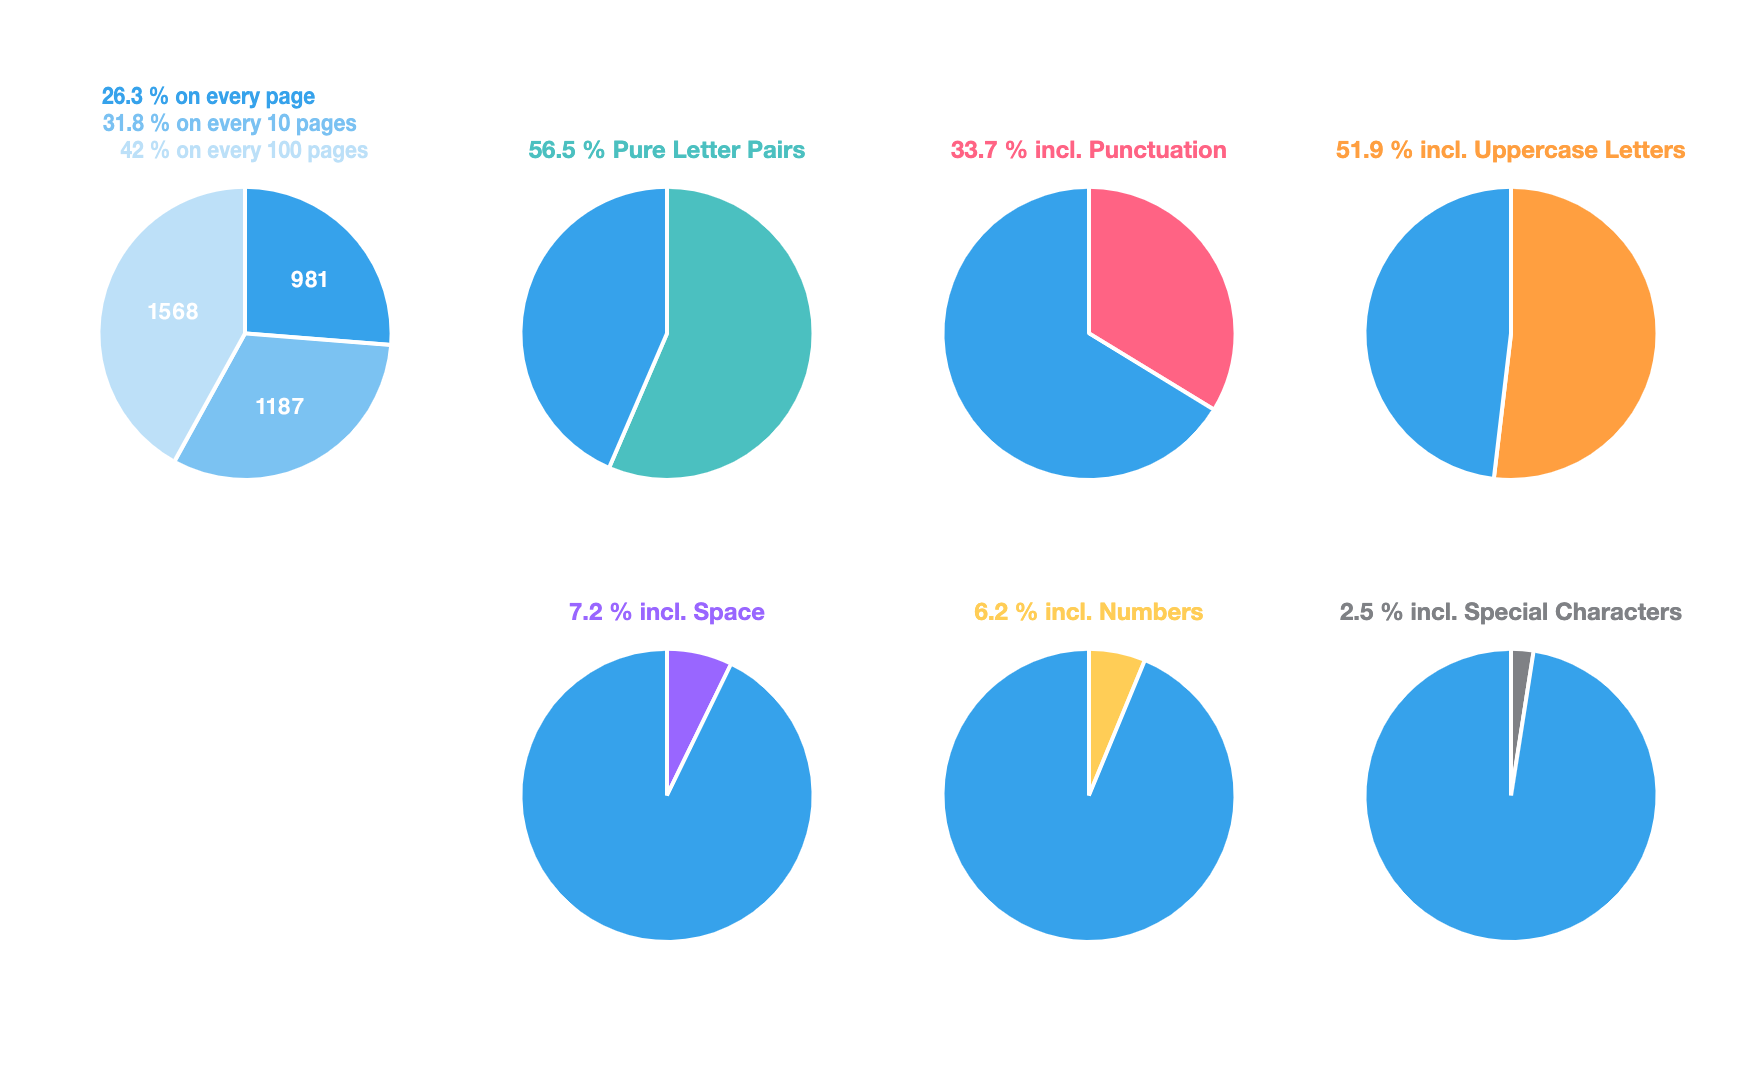 26.3 % on every page
31.8 % on every 10 pages
42 % on every 100 pages
981
1568
1187
56.5 % Pure Letter Pairs
33.7 % incl. Punctuation
51.9 % incl. Uppercase Letters
7.2 % incl. Space
6.2 % incl. Numbers
2.5 % incl. Special Characters